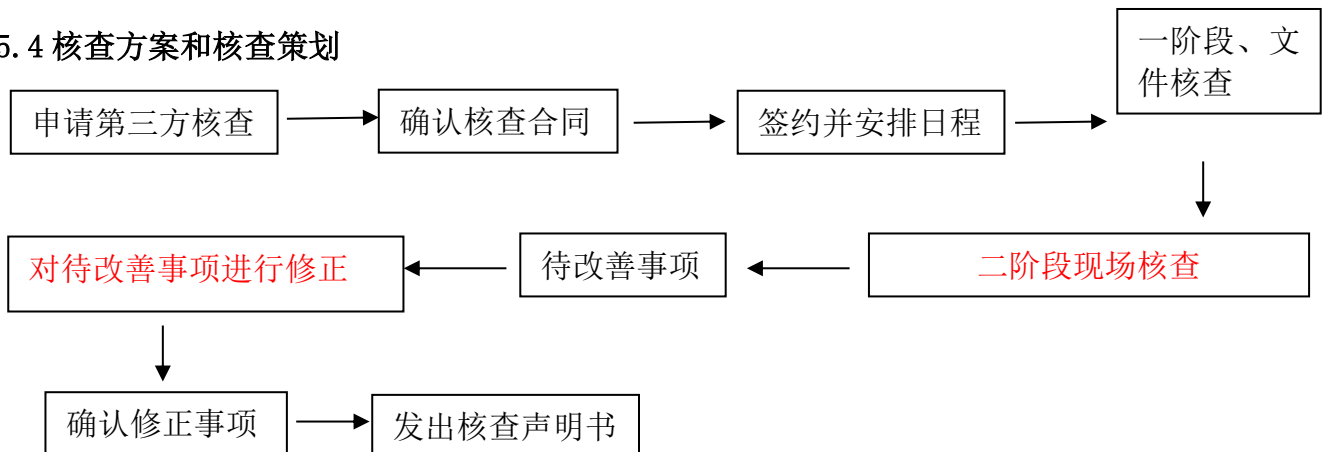 5.4 核查方案和核查策划
申请第三方核查
确认核查合同
签约并安排日程
一阶段、文
件核查
二阶段现场核查
待改善事项
对待改善事项进行修正
确认修正事项
发出核查声明书